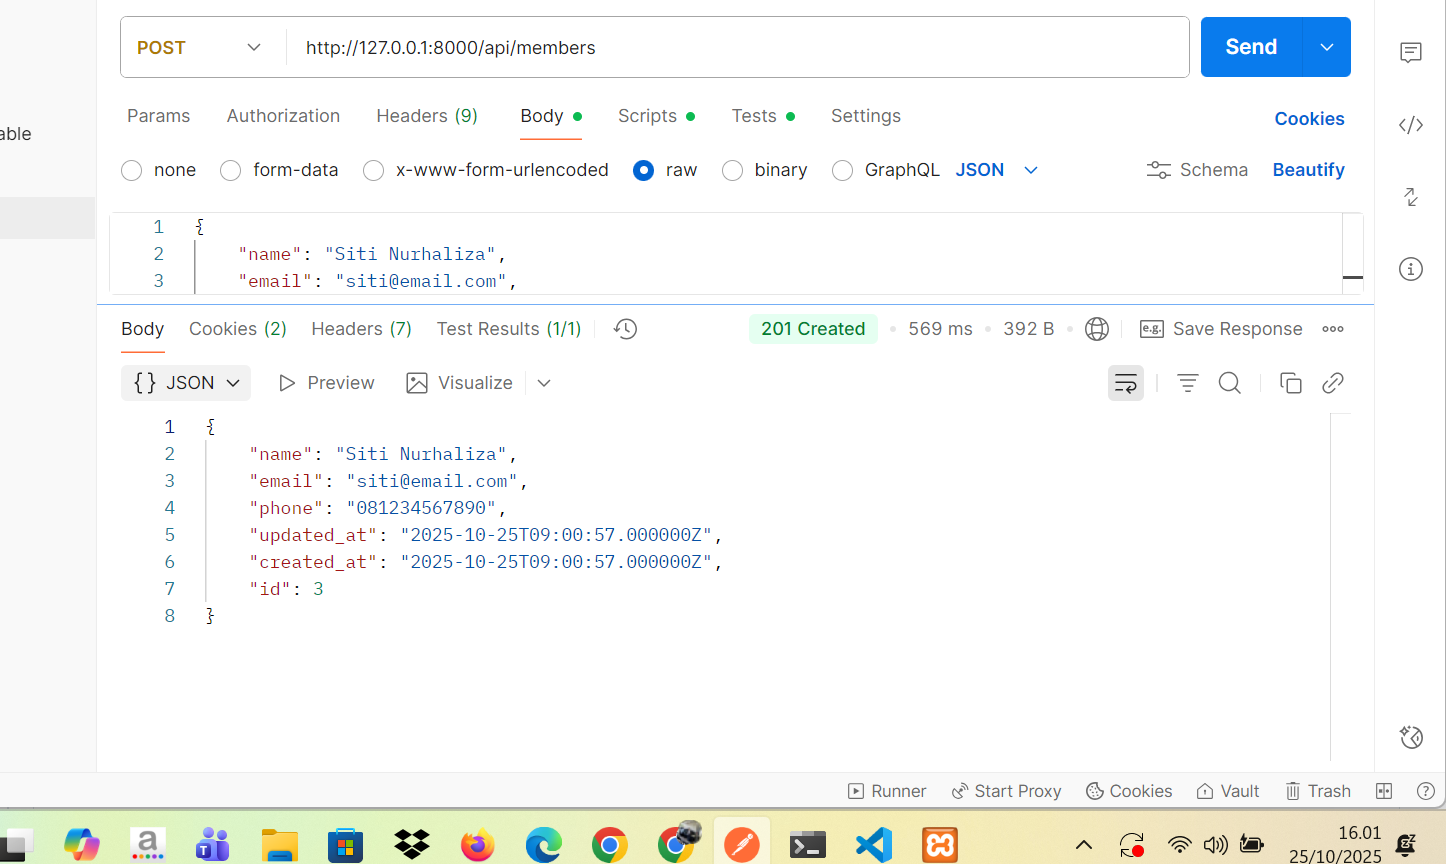 POST http://127.0.0.1:8000/api/members Send
Params Authorization Headers (9) Body Scripts Tests Settings Cookies
able
none form-data x-www-form-urlencoded raw binary GraphQL JSON Schema Beautify
1 {
2 "name": "Siti Nurhaliza",
3 "email": "siti@email.com",
Body Cookies (2) Headers (7) Test Results (1/1) 201 Created 569 ms 392 B e.g. Save Response
{} JSON Preview Visualize
1 {
2 "name": "Siti Nurhaliza",
3 "email": "siti@email.com",
4 "phone": "081234567890",
5 "updated_at": "2025-10-25T09:00:57.000000Z",
6 "created_at": "2025-10-25T09:00:57.000000Z",
7 "id": 3
8 }
Runner Start Proxy Cookies Vault Trash
16.01
25/10/2025